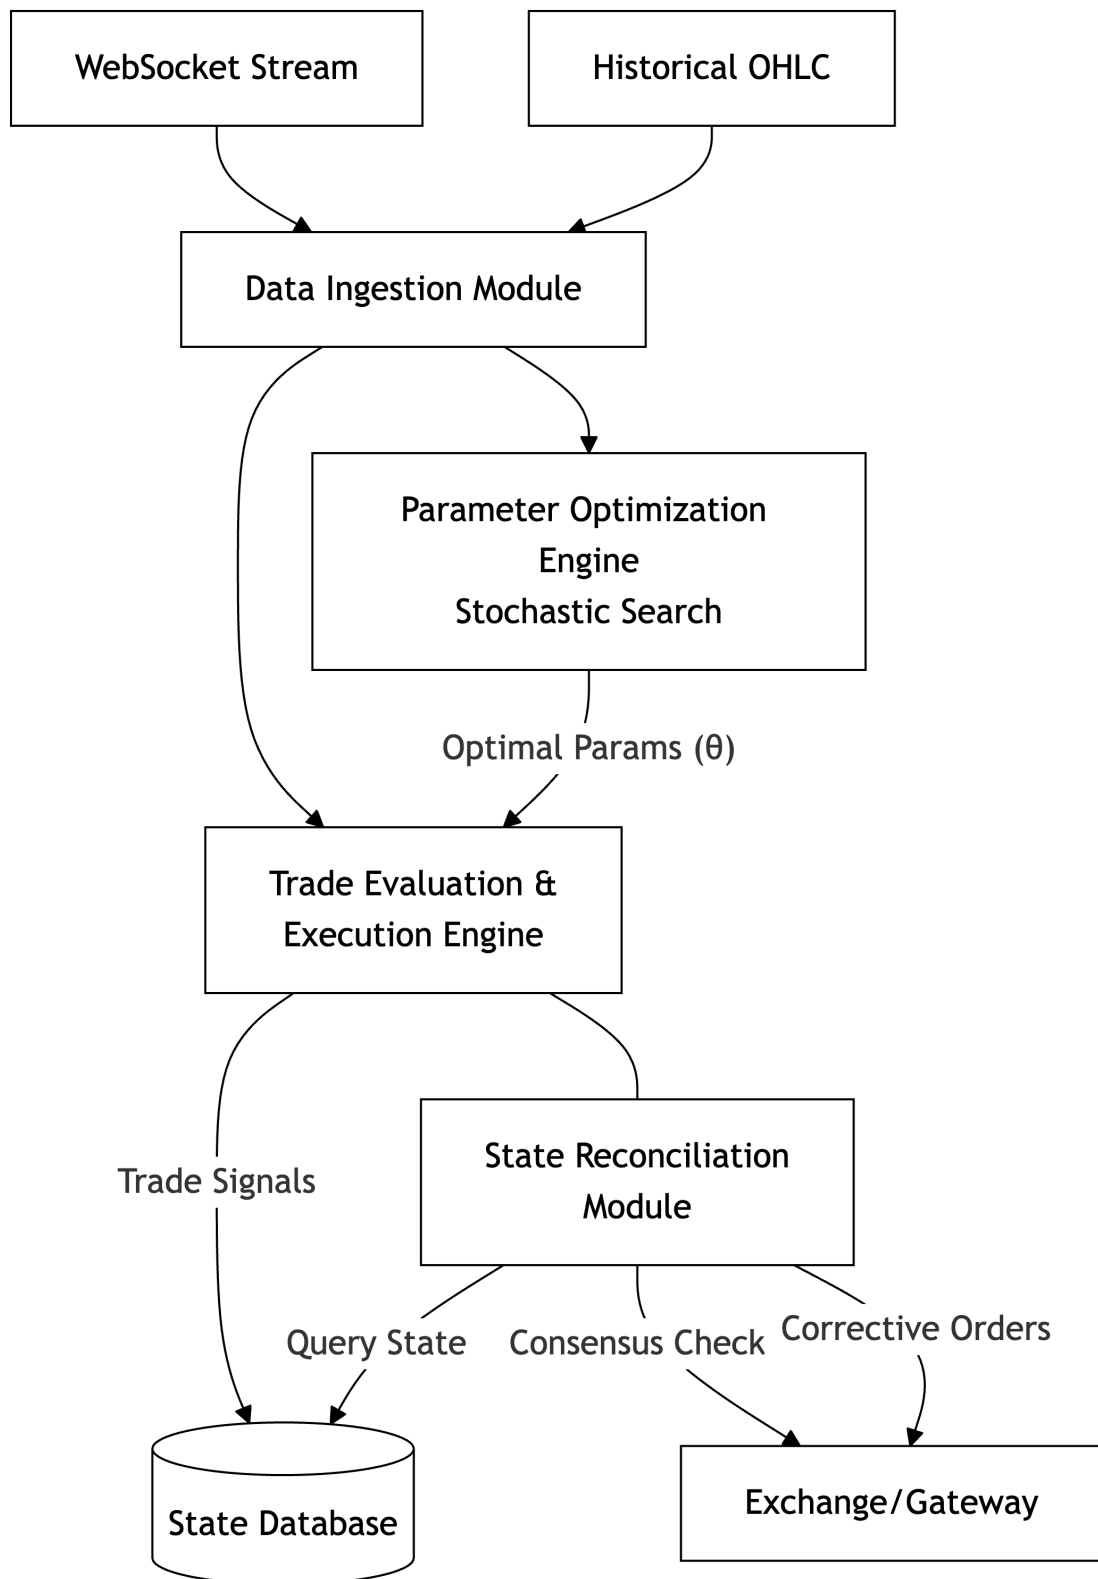 WebSocket Stream
Historical OHLC
Data Ingestion Module
Parameter Optimization
Engine
Stochastic Search
Optimal Params (θ)
Trade Evaluation &
Execution Engine
State Reconciliation
Module
Trade Signals
Query State
Consensus Check
Corrective Orders
State Database
Exchange/Gateway